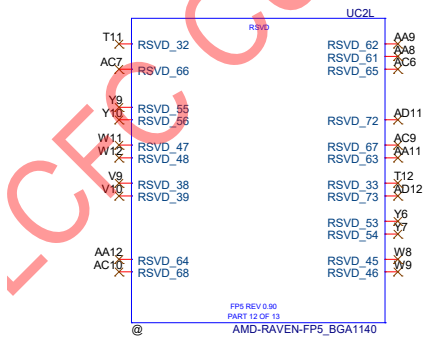 UC2L
RSVD
T11 RSVD_32 RSVD_62 AA9
RSVD_61 AA8
AC7 RSVD_66 RSVD_65 AC6
Y9 RSVD_55
Y10 RSVD_56 RSVD_72 AD11
W11 RSVD_47 RSVD_67 AC9
W12 RSVD_48 RSVD_63 AA11
V9 RSVD_38 RSVD_33 T12
V10 RSVD_39 RSVD_73 AD12
RSVD_53 Y6
RSVD_54 Y7
AA12 RSVD_64 RSVD_45 W8
AC10 RSVD_68 RSVD_46 W9
FP5 REV 0.90
PART 12 OF 13
@ AMD-RAVEN-FP5_BGA1140
LCFC CO